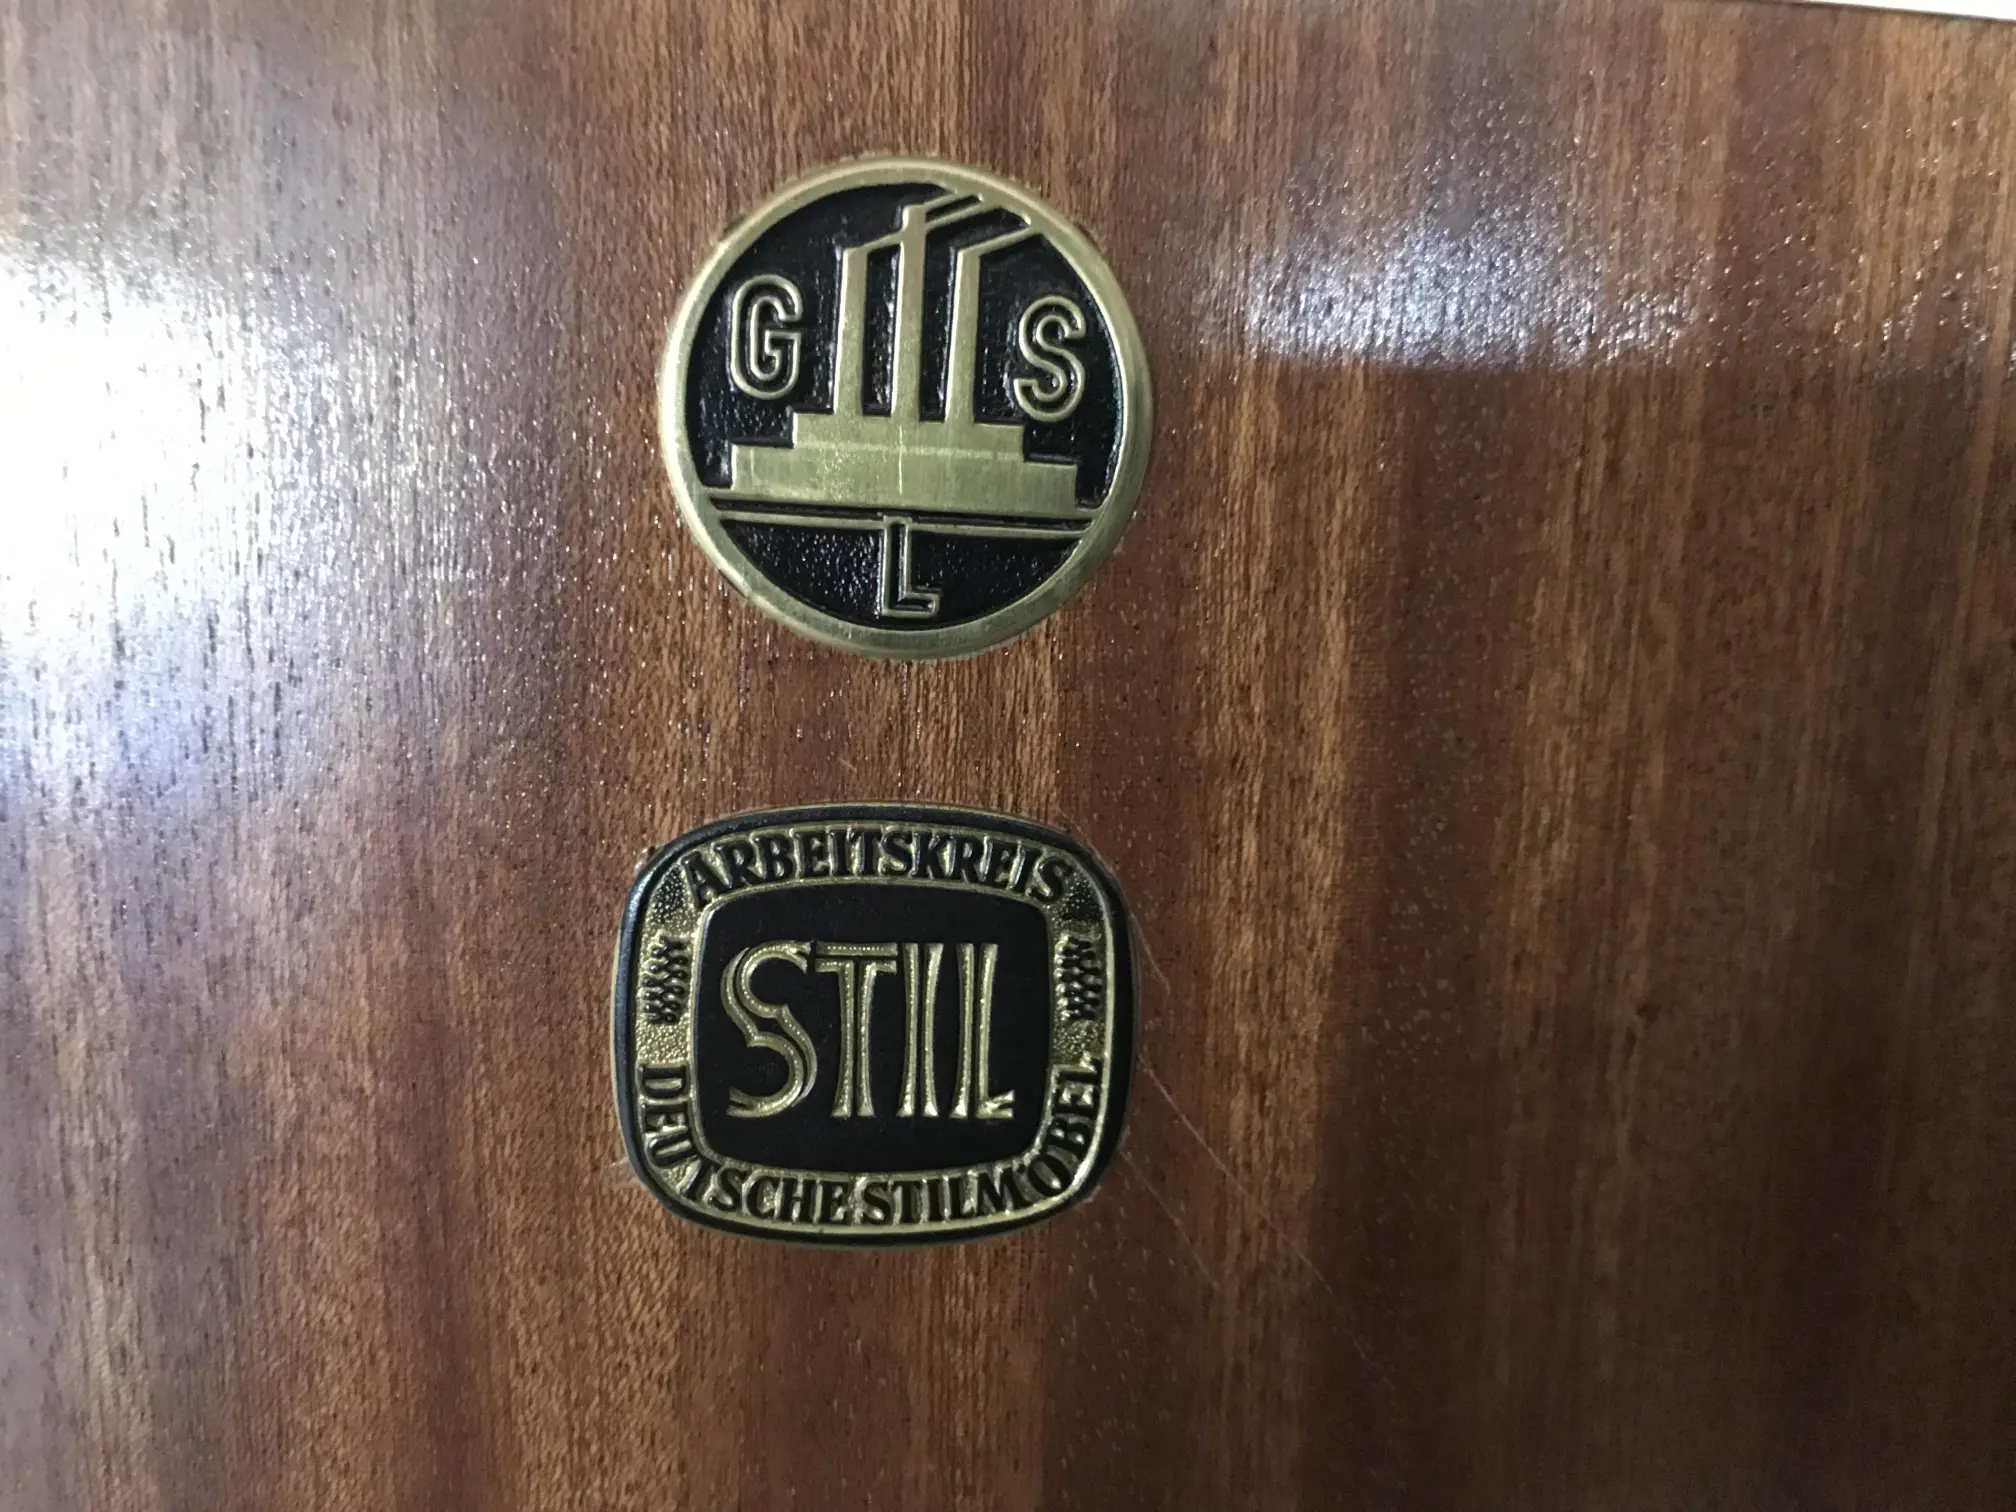 G S
L
ARBEITSKREIS
STIL
DEUTSCHE STILMÖBEL